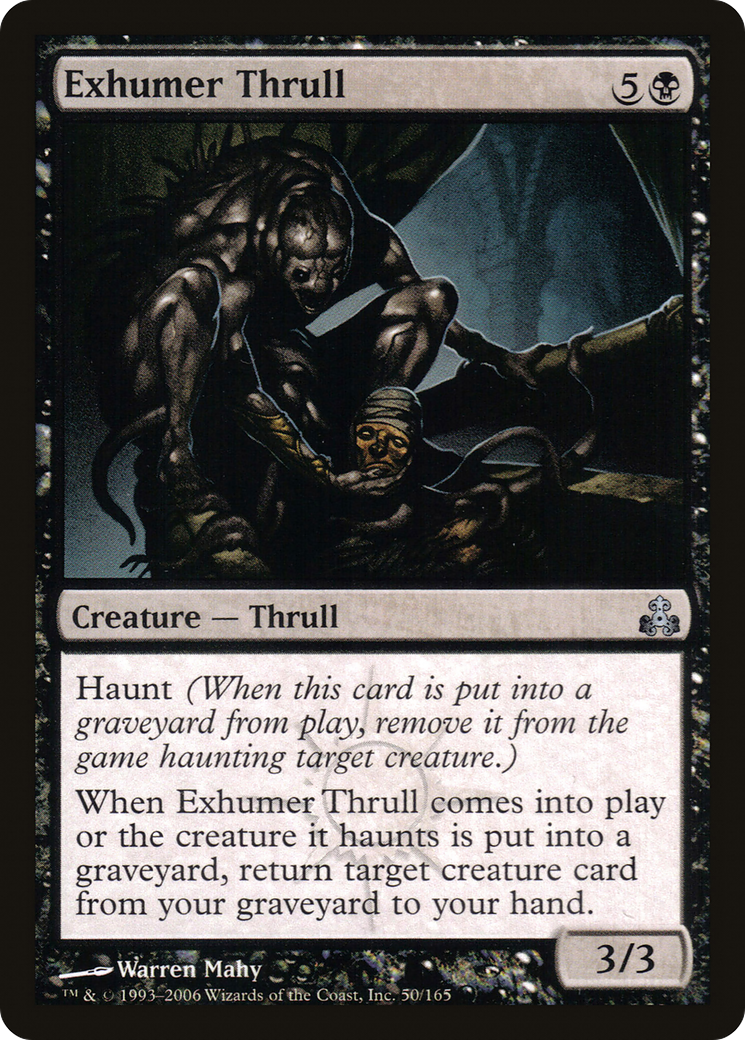 Exhumer Thrull 5
Creature — Thrull
Haunt (When this card is put into a
graveyard from play, remove it from the
game haunting target creature.)
When Exhumer Thrull comes into play
or the creature it haunts is put into a
graveyard, return target creature card
from your graveyard to your hand.
3/3
Warren Mahy
™ & © 1993–2006 Wizards of the Coast, Inc. 50/165